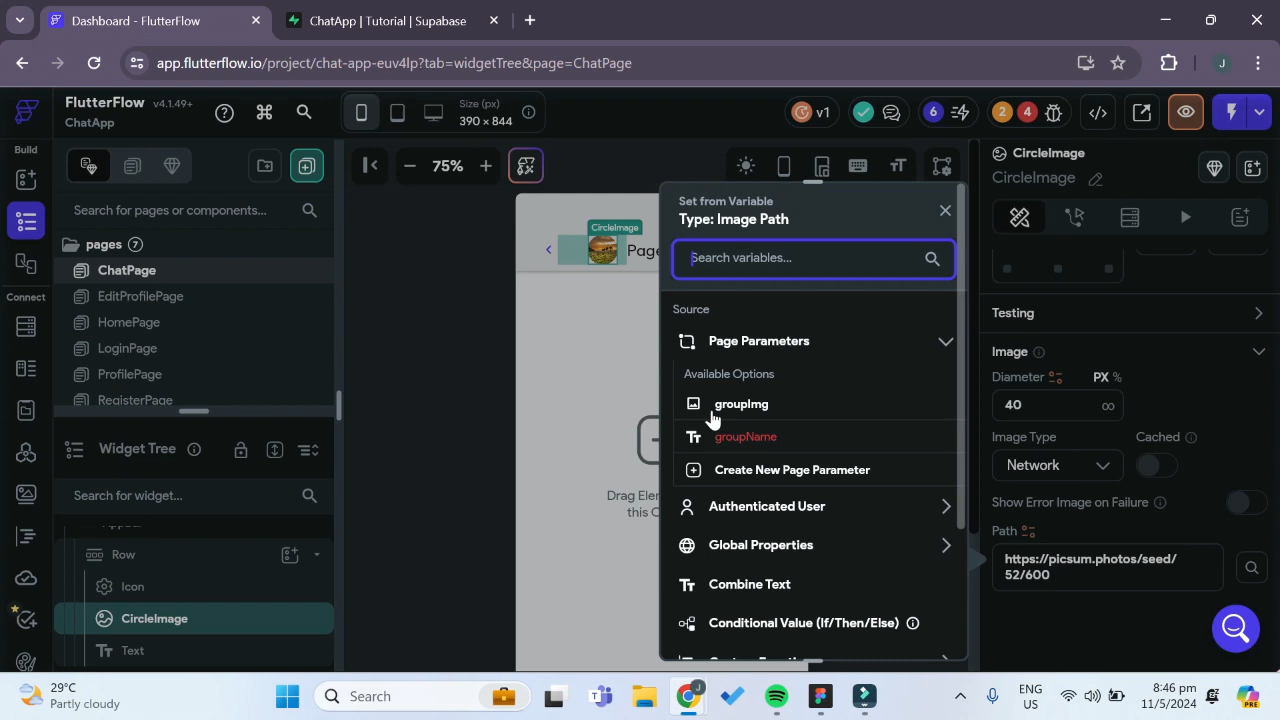 Dashboard - FlutterFlow
ChatApp | Tutorial | Supabase
app.flutterflow.io/project/chat-app-euv4lp?tab=widgetTree&page=ChatPage
J
FlutterFlow v4.1.49+
ChatApp
Size (px)
390 × 844
v1
6
2 4
Build
75%
CircleImage
CircleImage
Search for pages or components...
pages 7
ChatPage
EditProfilePage
HomePage
LoginPage
ProfilePage
RegisterPage
Connect
Widget Tree
Search for widget...
Row
Icon
CircleImage
Text
CircleImage
Page
Drag Ele
this C
Set from Variable
Type: Image Path
Search variables...
Source
Page Parameters
Available Options
groupImg
groupName
Create New Page Parameter
Authenticated User
Global Properties
Combine Text
Conditional Value (If/Then/Else)
Testing
Image
Diameter PX %
40
Image Type Cached
Network
Show Error Image on Failure
Path
https://picsum.photos/seed/
52/600
29°C
Partly cloudy
Search
ENG
US
8:46 pm
11/5/2024
PRE